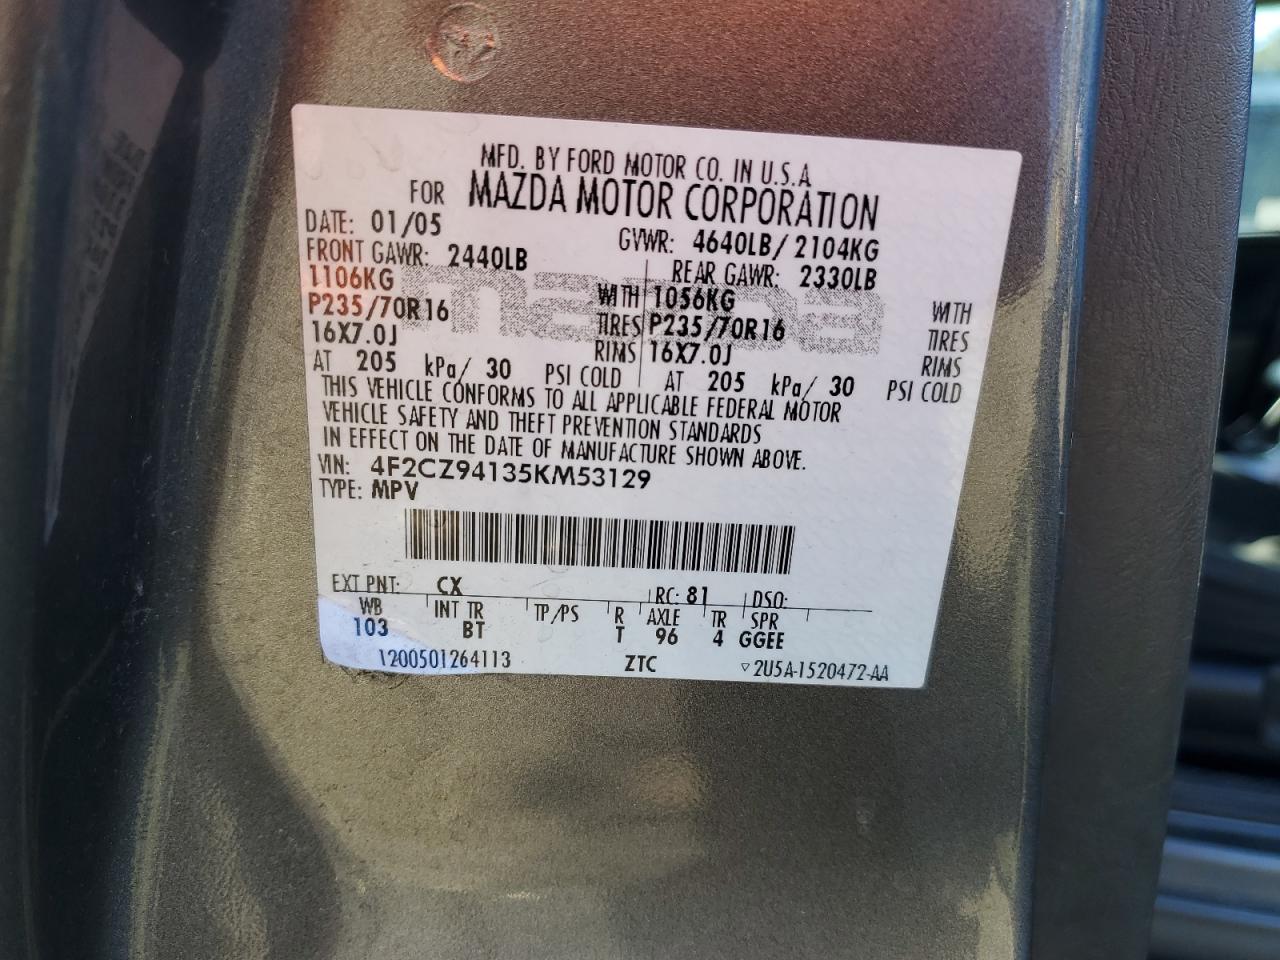 MFD. BY FORD MOTOR CO. IN U.S.A
FOR MAZDA MOTOR CORPORATION
DATE: 01/05 GVWR: 4640LB/ 2104KG
FRONT GAWR: 2440LB REAR GAWR: 2330LB
1106KG WITH 1056KG WITH
P235/70R16 TIRES P235/70R16 TIRES
16X7.0J RIMS 16X7.0J RIMS
AT 205 kPa/ 30 PSI COLD AT 205 kPa/ 30 PSI COLD
THIS VEHICLE CONFORMS TO ALL APPLICABLE FEDERAL MOTOR
VEHICLE SAFETY AND THEFT PREVENTION STANDARDS
IN EFFECT ON THE DATE OF MANUFACTURE SHOWN ABOVE.
VIN: 4F2CZ94135KM53129
TYPE: MPV
EXT PNT: CX RC: 81 DSO:
WB INT TR TP/PS R AXLE TR SPR
103 BT T 96 4 GGEE
1200501264113 ZTC ▽ 2U5A-1520472-AA